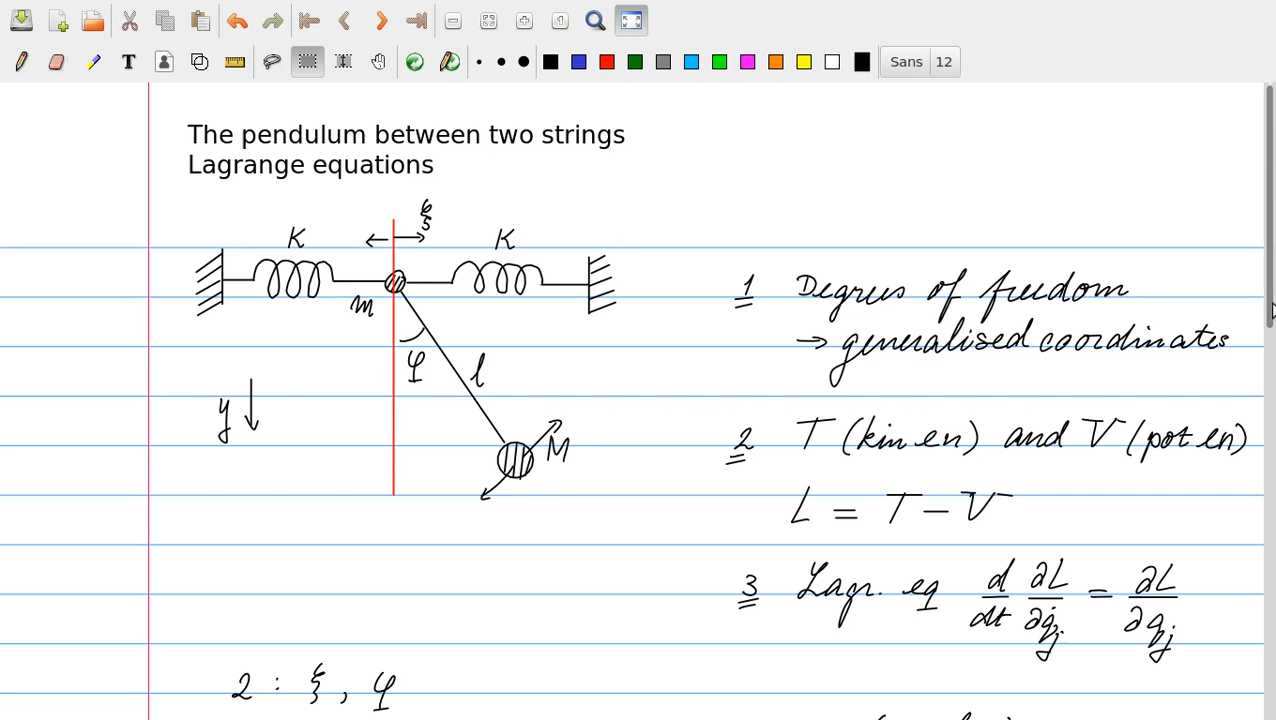 Sans 12
The pendulum between two strings
Lagrange equations
ξ
K
K
m
φ
l
y
M
1 Degrees of freedom
→ generalised coordinates
2 T (kin en) and V (pot en)
L = T − V
3 Lagr. eq d/dt ∂L/∂q̇j = ∂L/∂qj
2 : ξ , φ